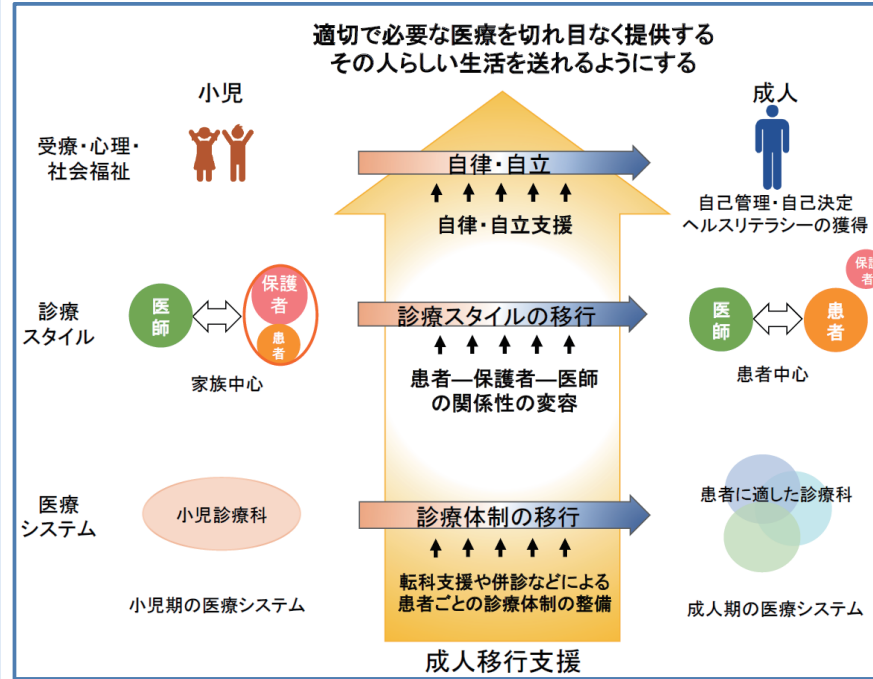 適切で必要な医療を切れ目なく提供する
その人らしい生活を送れるようにする
小児
成人
受療・心理・
社会福祉
自律・自立
自律・自立支援
自己管理・自己決定
ヘルスリテラシーの獲得
診療
スタイル
医
師
保護
者
患
者
家族中心
診療スタイルの移行
患者―保護者―医師
の関係性の変容
保護
者
医
師
患
者
患者中心
医療
システム
小児診療科
小児期の医療システム
診療体制の移行
転科支援や併診などによる
患者ごとの診療体制の整備
患者に適した診療科
成人期の医療システム
成人移行支援